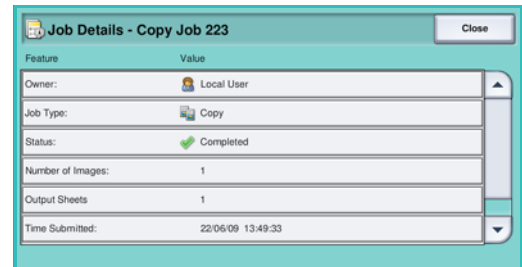 Job Details - Copy Job 223 Close
Feature Value
Owner: Local User
Job Type: Copy
Status: Completed
Number of Images: 1
Output Sheets 1
Time Submitted: 22/06/09 13:49:33